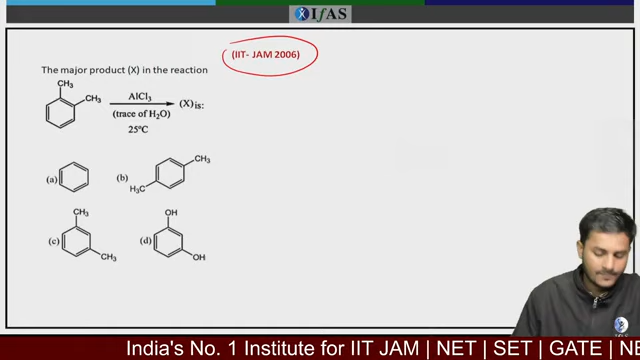 IfAS
(IIT- JAM 2006)
The major product (X) in the reaction
CH3
CH3
AlCl3
(trace of H2O)
25ºC
(X) is:
(a)
(b)
CH3
H3C
(c)
CH3
CH3
(d)
OH
OH
India's No. 1 Institute for IIT JAM | NET | SET | GATE | NE